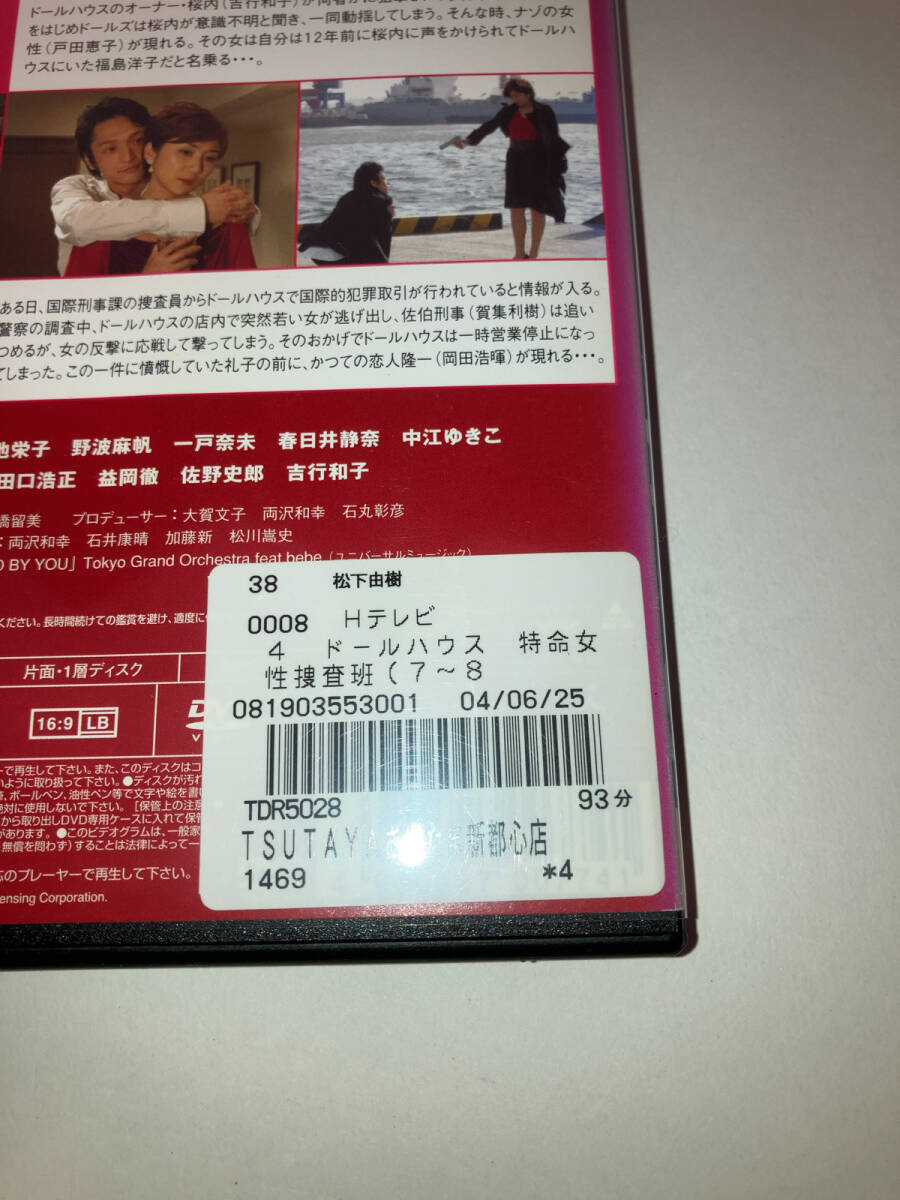 ドールハウスのオーナー・桜内(吉行和子)が何者かに
をはじめドールズは桜内が意識不明と聞き、一同動揺してしまう。そんな時、ナゾの女
性(戸田恵子)が現れる。その女は自分は12年前に桜内に声をかけられてドールハ
ウスにいた福島洋子だと名乗る・・・。
ある日、国際刑事課の捜査員からドールハウスで国際的犯罪取引が行われていると情報が入る。
警察の調査中、ドールハウスの店内で突然若い女が逃げ出し、佐伯刑事(賀集利樹)は追い
つめるが、女の反撃に応戦して撃ってしまう。そのおかげでドールハウスは一時営業停止になっ
てしまった。この一件に憤慨していた礼子の前に、かつての恋人隆一(岡田浩暉)が現れる・・・。
池栄子 野波麻帆 一戸奈未 春日井静奈 中江ゆきこ
田口浩正 益岡徹 佐野史郎 吉行和子
橋留美 プロデューサー:大賀文子 両沢和幸 石丸彰彦
:両沢和幸 石井康晴 加藤新 松川嵩史
D BY YOU」Tokyo Grand Orchestra feat bebe(ユニバーサルミュージック)
ください。長時間続けての鑑賞を避け、適度に
片面・1層ディスク
16:9 LB
38 松下由樹
0008 Hテレビ
4 ドールハウス 特命女
性捜査班(7~8
081903553001 04/06/25
TDR5028 93分
TSUTAYA 新都心店
1469 *4
ーで再生して下さい。また、このディスクはコ
いように取り扱って下さい。●ディスクが汚れ
、ボールペン、油性ペン等で文字や絵を書い
絶対に使用しないで下さい。[保管上の注意
から取り出しDVD専用ケースに入れて保管
があります。●このビデオグラムは、一般家
無償を問わず)することは法律によって一
応のプレーヤーで再生して下さい。
ensing Corporation.